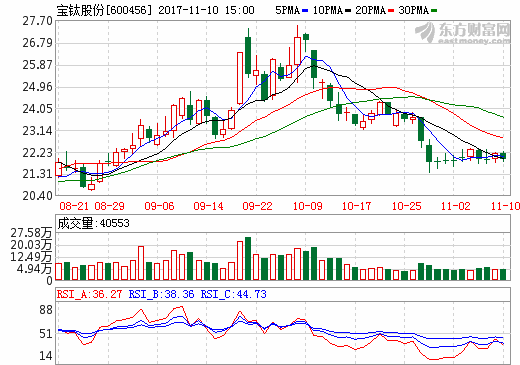 宝钛股份[600456] 2017-11-10 15:00 5PMA 10PMA 20PMA 30PMA
27.70
26.79
25.87
24.96
24.05
23.14
22.23
21.31
20.40
东方财富网
eastmoney.com
08-21 08-29 09-06 09-14 09-22 10-09 10-17 10-25 11-02 11-10
成交量:40553
27.58万
20.03万
12.49万
4.94万
0
RSI_A:36.27 RSI_B:38.36 RSI_C:44.73
88
51
14